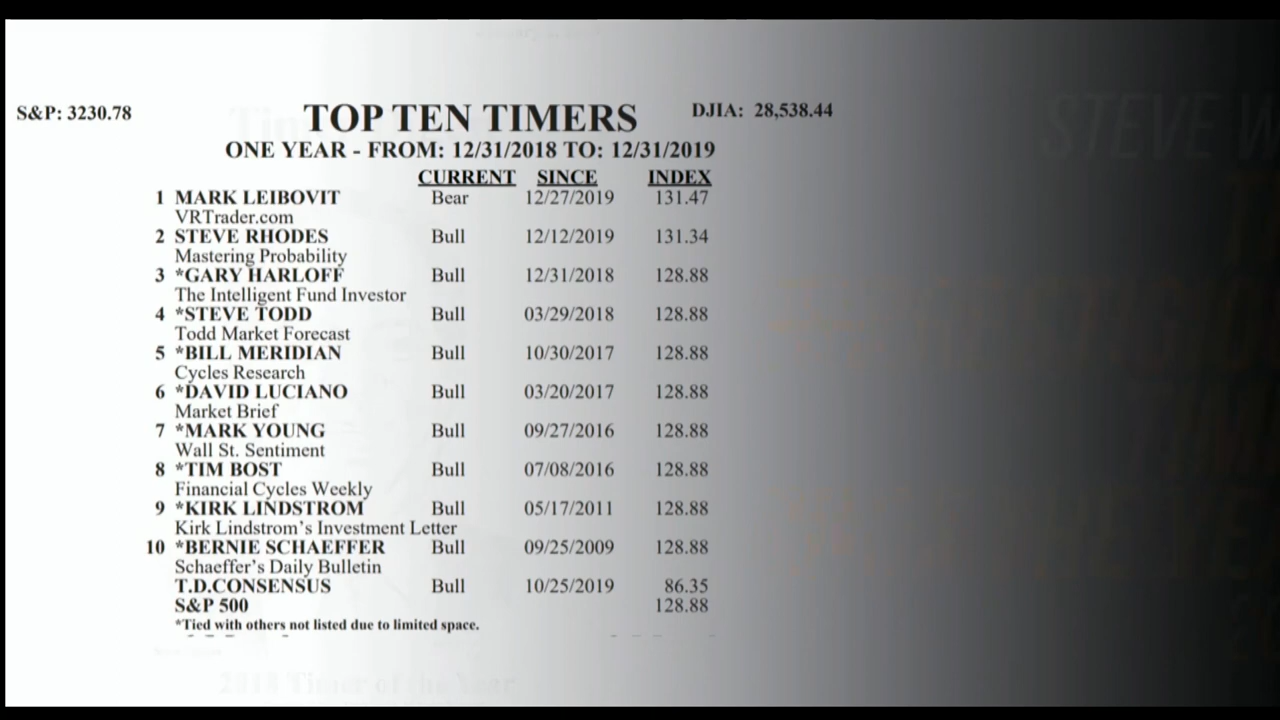 S&P: 3230.78
TOP TEN TIMERS
DJIA: 28,538.44
ONE YEAR - FROM: 12/31/2018 TO: 12/31/2019
CURRENT SINCE INDEX
1 MARK LEIBOVIT Bear 12/27/2019 131.47
VRTrader.com
2 STEVE RHODES Bull 12/12/2019 131.34
Mastering Probability
3 *GARY HARLOFF Bull 12/31/2018 128.88
The Intelligent Fund Investor
4 *STEVE TODD Bull 03/29/2018 128.88
Todd Market Forecast
5 *BILL MERIDIAN Bull 10/30/2017 128.88
Cycles Research
6 *DAVID LUCIANO Bull 03/20/2017 128.88
Market Brief
7 *MARK YOUNG Bull 09/27/2016 128.88
Wall St. Sentiment
8 *TIM BOST Bull 07/08/2016 128.88
Financial Cycles Weekly
9 *KIRK LINDSTROM Bull 05/17/2011 128.88
Kirk Lindstrom's Investment Letter
10 *BERNIE SCHAEFFER Bull 09/25/2009 128.88
Schaeffer's Daily Bulletin
T.D.CONSENSUS Bull 10/25/2019 86.35
S&P 500 128.88
*Tied with others not listed due to limited space.
2018 Timer of the Year
STEVE W